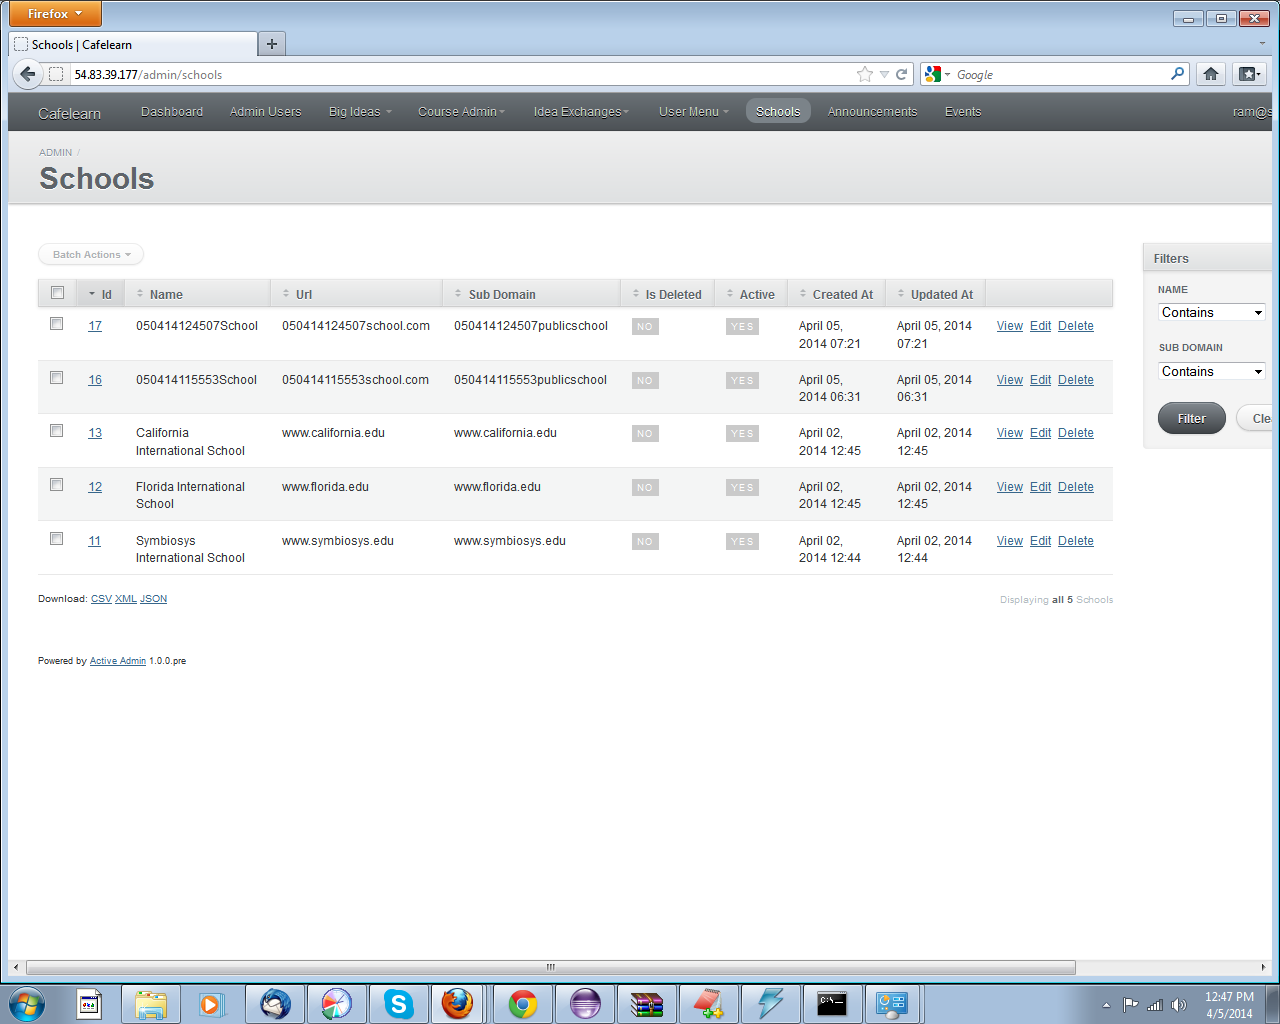 Firefox
Schools | Cafelearn
54.83.39.177/admin/schools
Google
Cafelearn Dashboard Admin Users Big Ideas Course Admin Idea Exchanges User Menu Schools Announcements Events ram@s
ADMIN /
Schools
Batch Actions
Id Name Url Sub Domain Is Deleted Active Created At Updated At
17 050414124507School 050414124507school.com 050414124507publicschool NO YES April 05, 2014 07:21 April 05, 2014 07:21 View Edit Delete
16 050414115553School 050414115553school.com 050414115553publicschool NO YES April 05, 2014 06:31 April 05, 2014 06:31 View Edit Delete
13 California International School www.california.edu www.california.edu NO YES April 02, 2014 12:45 April 02, 2014 12:45 View Edit Delete
12 Florida International School www.florida.edu www.florida.edu NO YES April 02, 2014 12:45 April 02, 2014 12:45 View Edit Delete
11 Symbiosys International School www.symbiosys.edu www.symbiosys.edu NO YES April 02, 2014 12:44 April 02, 2014 12:44 View Edit Delete
Download: CSV XML JSON
Displaying all 5 Schools
Powered by Active Admin 1.0.0.pre
Filters
NAME
Contains
SUB DOMAIN
Contains
Filter Clea
12:47 PM
4/5/2014